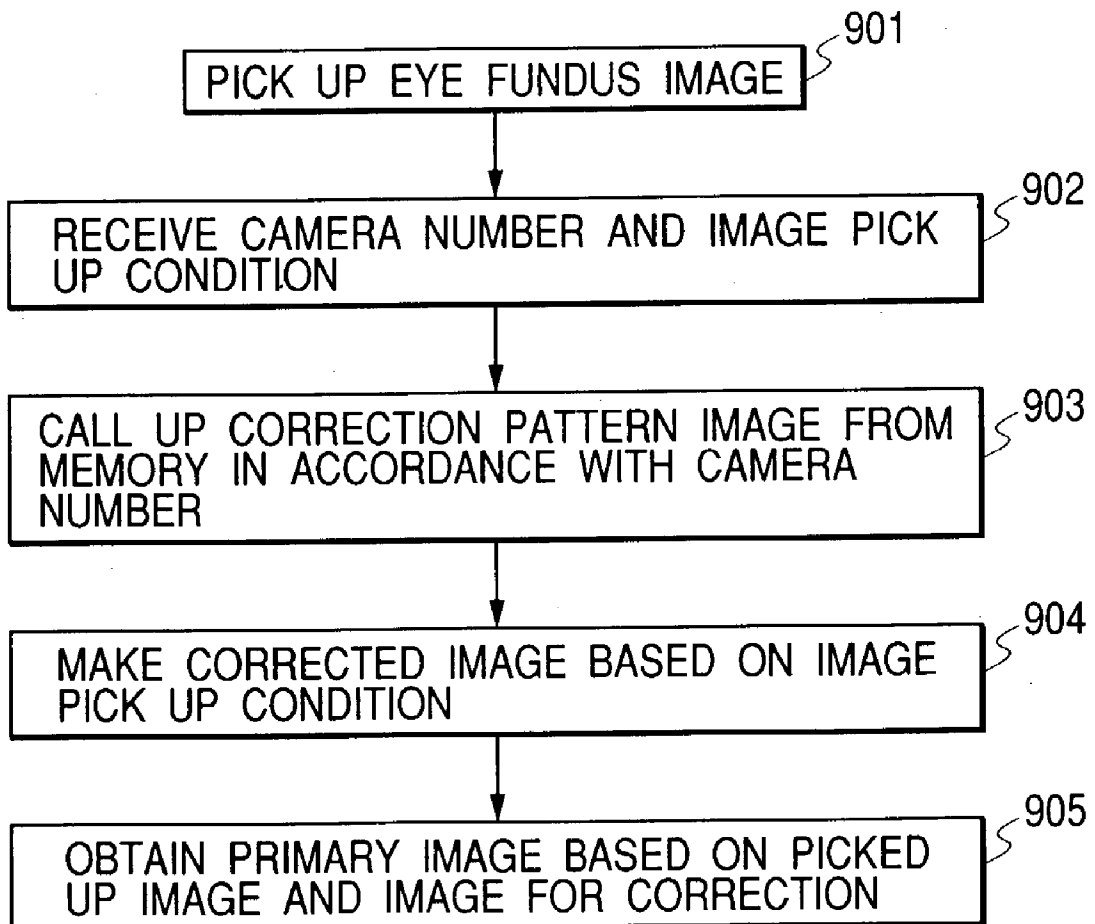 901
PICK UP EYE FUNDUS IMAGE
902
RECEIVE CAMERA NUMBER AND IMAGE PICK
UP CONDITION
903
CALL UP CORRECTION PATTERN IMAGE FROM
MEMORY IN ACCORDANCE WITH CAMERA
NUMBER
904
MAKE CORRECTED IMAGE BASED ON IMAGE
PICK UP CONDITION
905
OBTAIN PRIMARY IMAGE BASED ON PICKED
UP IMAGE AND IMAGE FOR CORRECTION